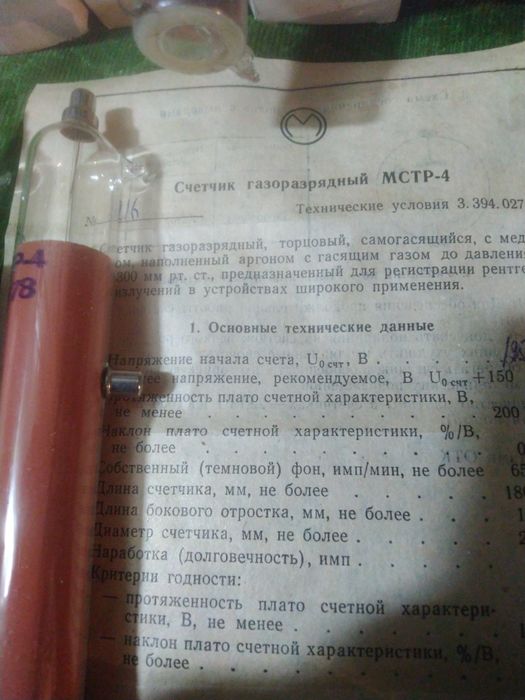 Счетчик газоразрядный МСТР-4
№ 116
Технические условия 3.394.027
газоразрядный, торцовый, самогасящийся, с
наполненный аргоном с гасящим газом до давления
300 мм рт. ст., предназначенный для регистрации
излучений в устройствах широкого применения.
1. Основные технические данные
Напряжение начала счета, U₀ счт, В
напряжение, рекомендуемое, В U₀ счт +150
протяженность плато счетной характеристики, В,
не менее 200
Наклон плато счетной характеристики, %/В,
не более
Собственный (темновой) фон, имп/мин, не более
Длина счетчика, мм, не более
Длина бокового отростка, мм, не более
Диаметр счетчика, мм, не более
Наработка (долговечность), имп
Критерии годности:
— протяженность плато счетной характери-
стики, В, не менее
— наклон плато счетной характеристики, %/В,
не более